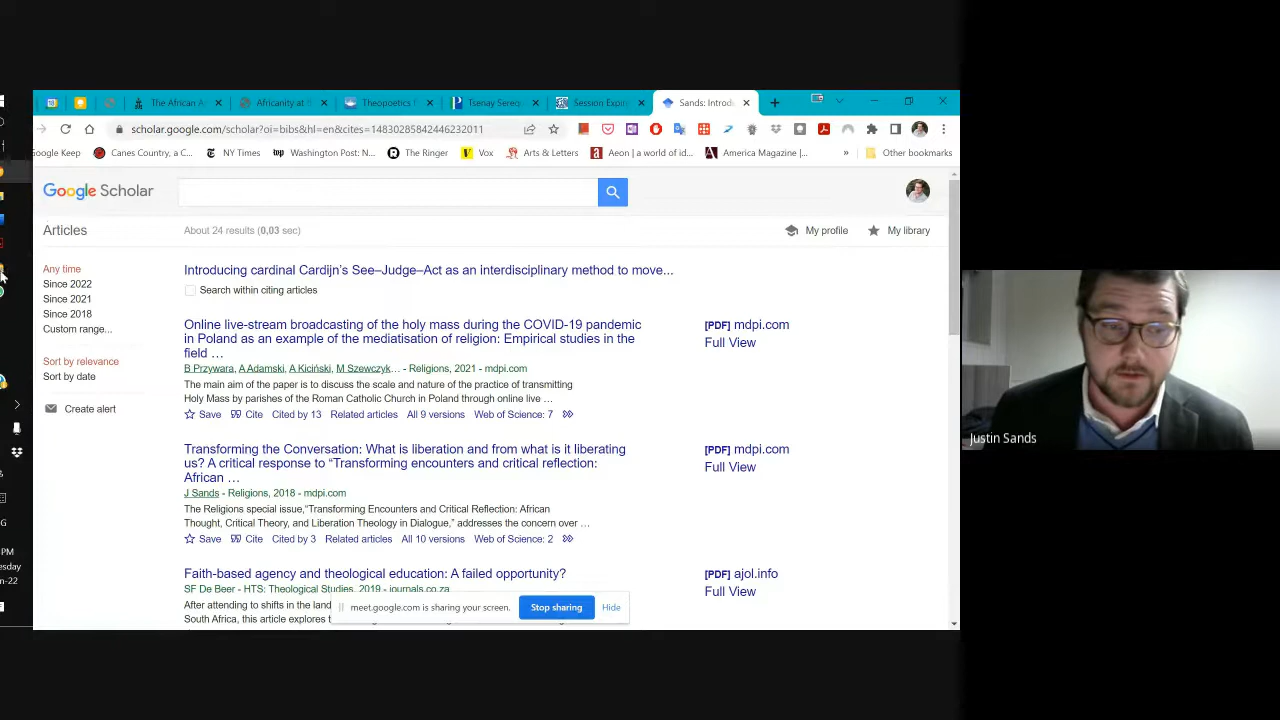 The African A
Africanity at S
Theopoetics
Tsenay Sereq
Session Expir
Sands: Introd
scholar.google.com/scholar?oi=bibs&hl=en&cites=14830285842446232011
Google Keep
Canes Country, a C...
NY Times
Washington Post: N...
The Ringer
Vox
Arts & Letters
Aeon | a world of id...
America Magazine |...
»
Other bookmarks
Google Scholar
Articles
About 24 results (0,03 sec)
My profile
My library
Any time
Since 2022
Since 2021
Since 2018
Custom range...
Sort by relevance
Sort by date
Create alert
Introducing cardinal Cardijn's See–Judge–Act as an interdisciplinary method to move...
Search within citing articles
Online live-stream broadcasting of the holy mass during the COVID-19 pandemic
in Poland as an example of the mediatisation of religion: Empirical studies in the
field …
B Przywara, A Adamski, A Kiciński, M Szewczyk… - Religions, 2021 - mdpi.com
The main aim of the paper is to discuss the scale and nature of the practice of transmitting
Holy Mass by parishes of the Roman Catholic Church in Poland through online live …
Save Cite Cited by 13 Related articles All 9 versions Web of Science: 7
[PDF] mdpi.com
Full View
Transforming the Conversation: What is liberation and from what is it liberating
us? A critical response to “Transforming encounters and critical reflection:
African …
J Sands - Religions, 2018 - mdpi.com
The Religions special issue,“Transforming Encounters and Critical Reflection: African
Thought, Critical Theory, and Liberation Theology in Dialogue,” addresses the concern over …
Save Cite Cited by 3 Related articles All 10 versions Web of Science: 2
[PDF] mdpi.com
Full View
Faith-based agency and theological education: A failed opportunity?
SF De Beer - HTS: Theological Studies, 2019 - journals.co.za
After attending to shifts in the land
South Africa, this article explores t
[PDF] ajol.info
Full View
meet.google.com is sharing your screen.
Stop sharing
Hide
G
PM
esday
n-22
Justin Sands